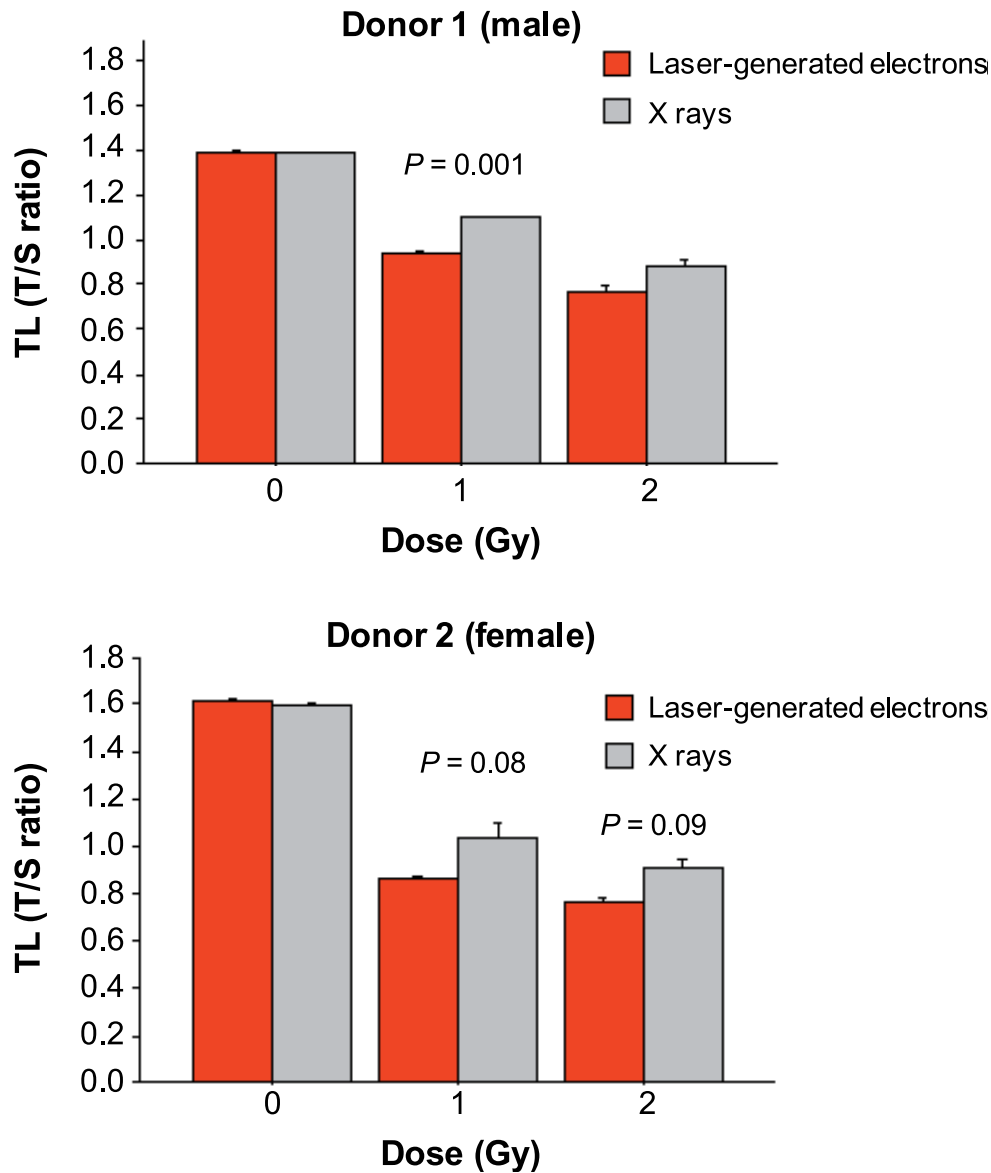 Donor 1 (male)
Laser-generated electrons
X rays
P = 0.001
TL (T/S ratio)
1.8
1.6
1.4
1.2
1.0
0.8
0.6
0.4
0.2
0.0
0 1 2
Dose (Gy)
Donor 2 (female)
Laser-generated electrons
X rays
P = 0.08
P = 0.09
TL (T/S ratio)
1.8
1.6
1.4
1.2
1.0
0.8
0.6
0.4
0.2
0.0
0 1 2
Dose (Gy)